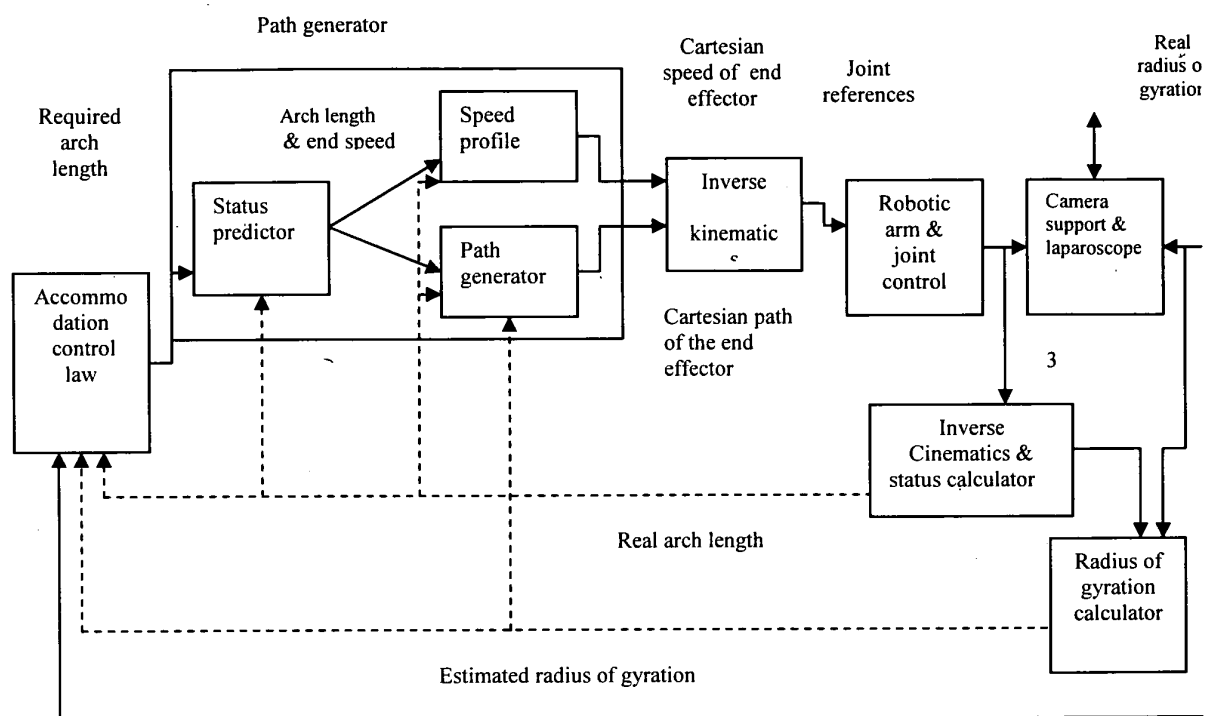 Path generator
Cartesian
speed of end
effector
Joint
references
Real
radius o
gyration
Required
arch
length
Arch length
& end speed
Speed
profile
Status
predictor
Path
generator
Inverse
kinematic
s
Robotic
arm &
joint
control
Camera
support &
laparoscope
Accommo
dation
control
law
Cartesian path
of the end
effector
3
Inverse
Cinematics &
status calculator
Real arch length
Radius of
gyration
calculator
Estimated radius of gyration